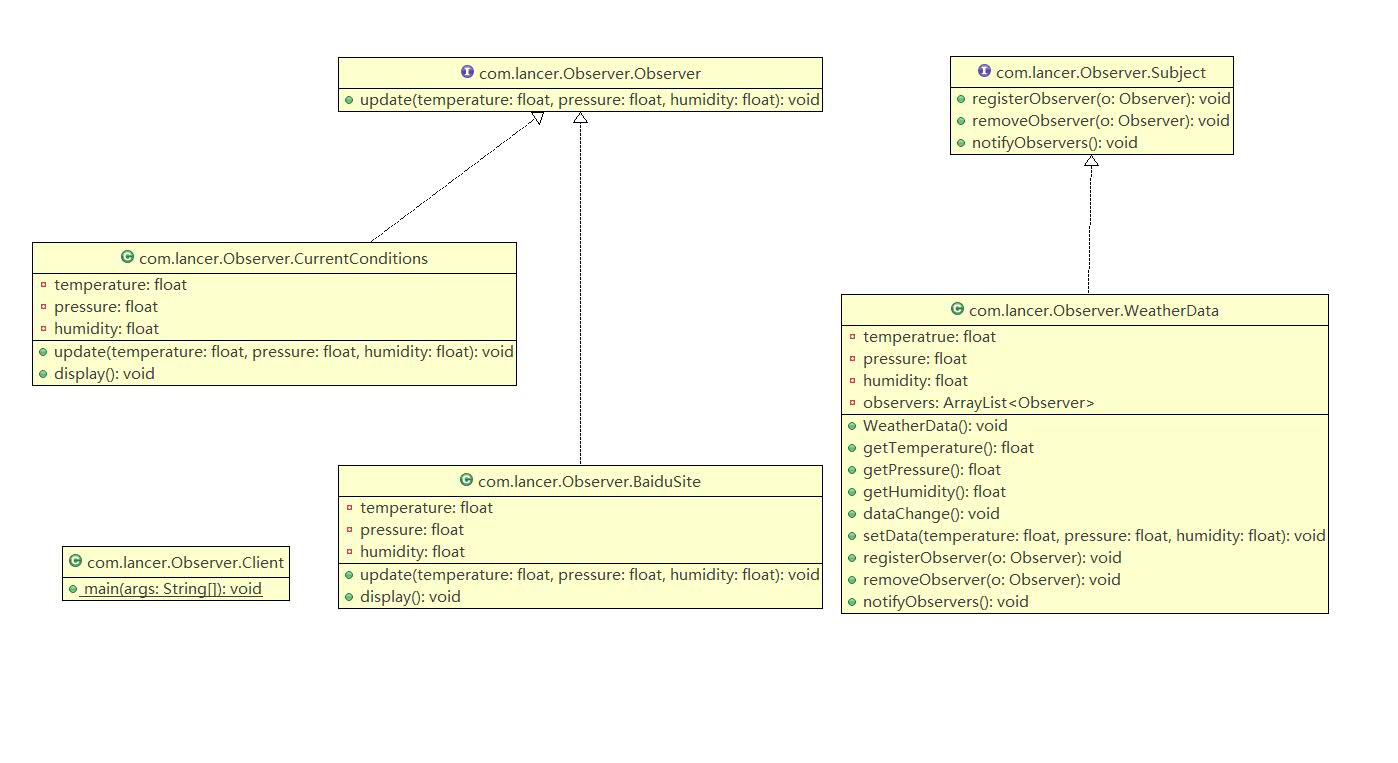 com.lancer.Observer.Observer
update(temperature: float, pressure: float, humidity: float): void
com.lancer.Observer.Subject
registerObserver(o: Observer): void
removeObserver(o: Observer): void
notifyObservers(): void
com.lancer.Observer.CurrentConditions
temperature: float
pressure: float
humidity: float
update(temperature: float, pressure: float, humidity: float): void
display(): void
com.lancer.Observer.WeatherData
temperatrue: float
pressure: float
humidity: float
observers: ArrayList<Observer>
WeatherData(): void
getTemperature(): float
getPressure(): float
getHumidity(): float
dataChange(): void
setData(temperature: float, pressure: float, humidity: float): void
registerObserver(o: Observer): void
removeObserver(o: Observer): void
notifyObservers(): void
com.lancer.Observer.BaiduSite
temperature: float
pressure: float
humidity: float
update(temperature: float, pressure: float, humidity: float): void
display(): void
com.lancer.Observer.Client
main(args: String[]): void